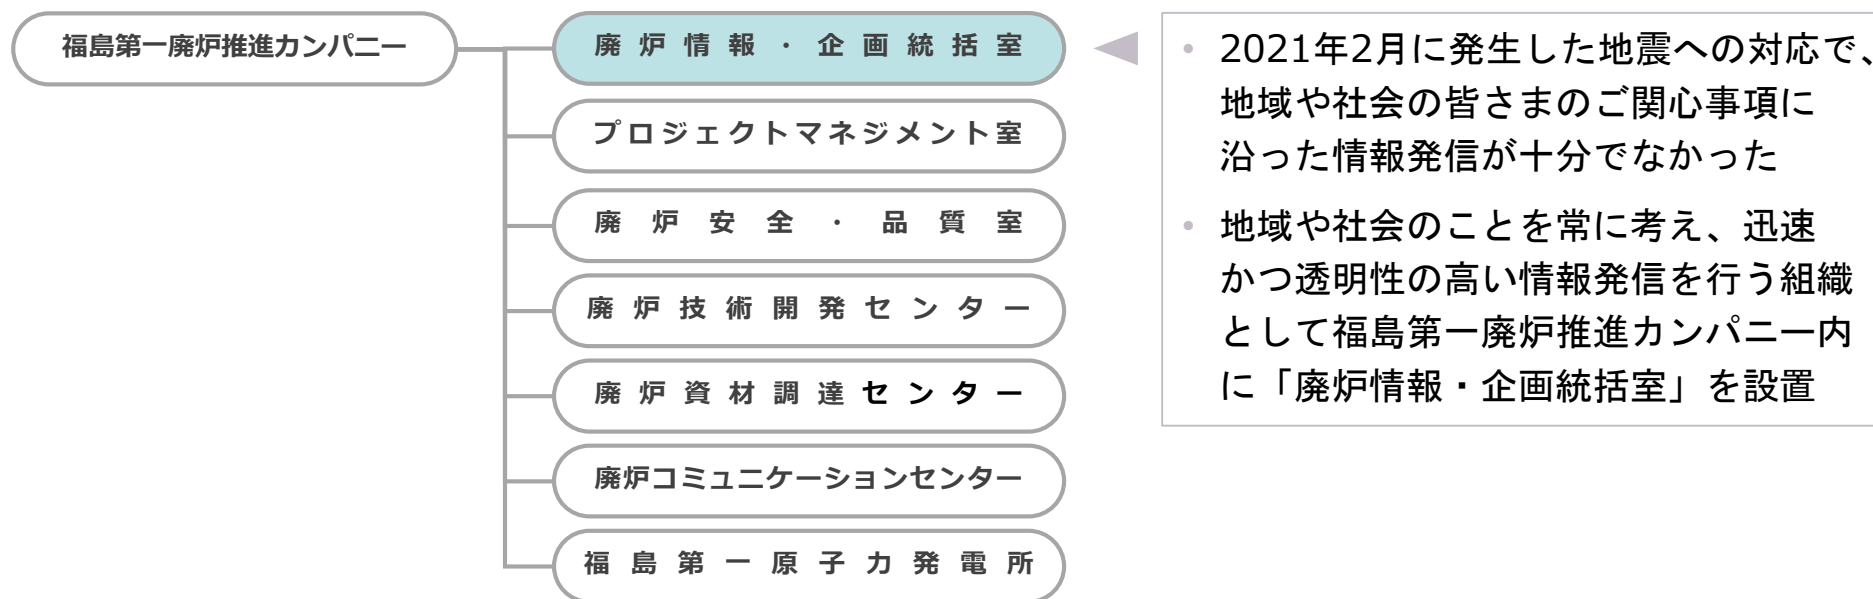 福島第一廃炉推進カンパニー
廃炉情報・企画統括室
プロジェクトマネジメント室
廃炉安全・品質室
廃炉技術開発センター
廃炉資材調達センター
廃炉コミュニケーションセンター
福島第一原子力発電所
• 2021年2月に発生した地震への対応で、
地域や社会の皆さまのご関心事項に
沿った情報発信が十分でなかった
• 地域や社会のことを常に考え、迅速
かつ透明性の高い情報発信を行う組織
として福島第一廃炉推進カンパニー内
に「廃炉情報・企画統括室」を設置